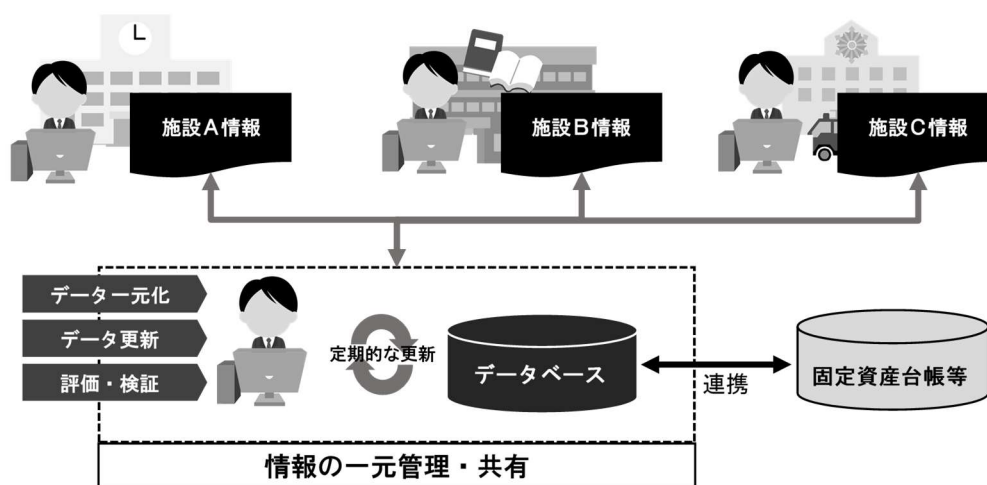 施設A情報
施設B情報
施設C情報
データ一元化
データ更新
評価・検証
定期的な更新
データベース
連携
固定資産台帳等
情報の一元管理・共有